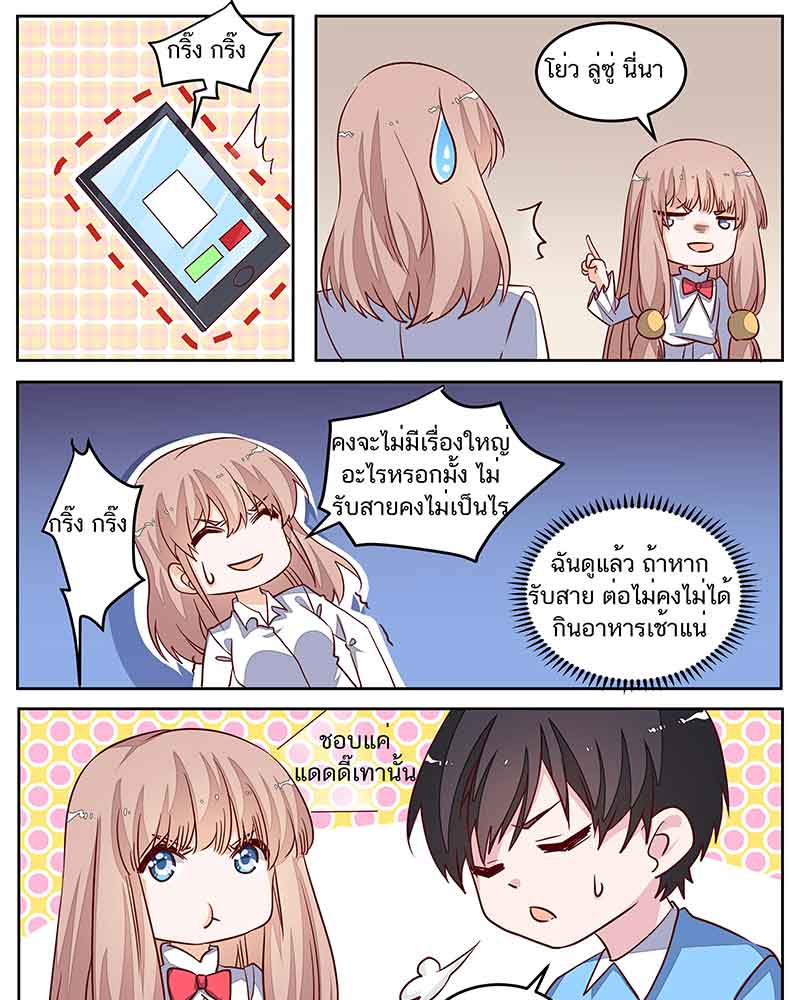 กริ๊ง กริ๊ง
โย่ว ลู่ซู่ นี่นา
คงจะไม่มีเรื่องใหญ่
อะไรหรอกมั้ง ไม่
รับสายคงไม่เป็นไร
กริ๊ง กริ๊ง
ฉันดูแล้ว ถ้าหาก
รับสาย ต่อไม่คงไม่ได้
กินอาหารเช้าแน่
ชอบแค่
แดดดี๊เทานั้น